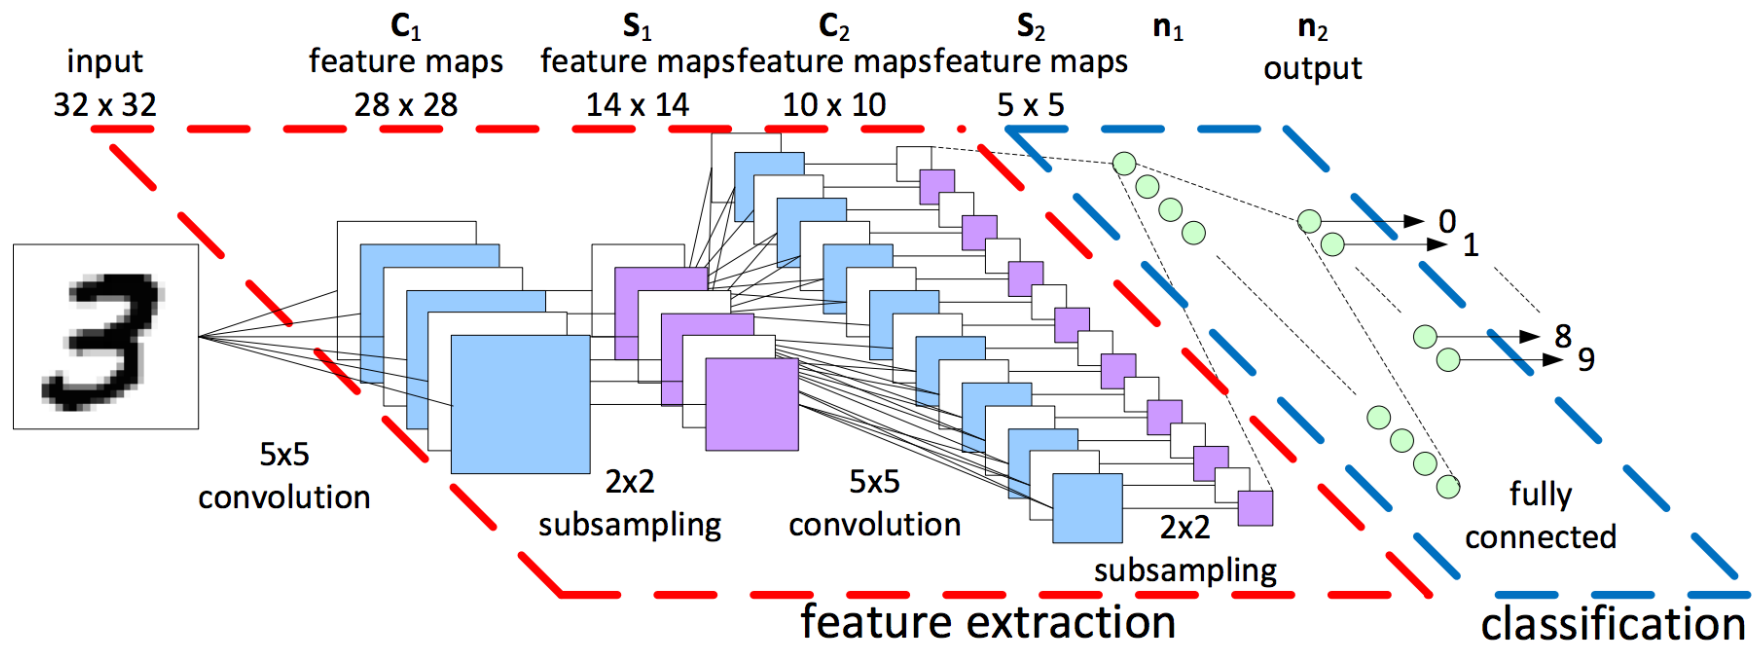 input
32 x 32
C1
feature maps
28 x 28
S1
feature maps
14 x 14
C2
feature maps
10 x 10
S2
feature maps
5 x 5
n1
n2
output
3
0
1
8
9
5x5
convolution
2x2
subsampling
5x5
convolution
2x2
subsampling
fully
connected
feature extraction
classification